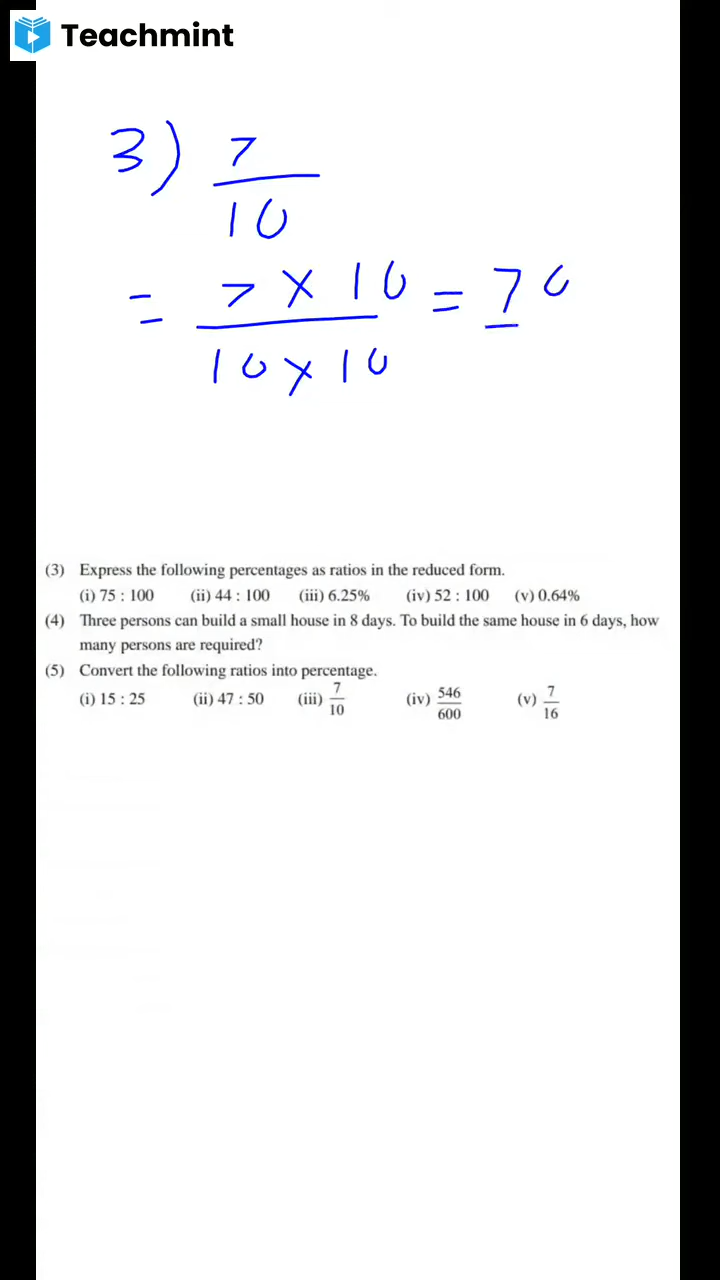 Teachmint
3) 7/10
= 7 × 10 / 10 × 10 = 70
(3) Express the following percentages as ratios in the reduced form.
(i) 75 : 100 (ii) 44 : 100 (iii) 6.25% (iv) 52 : 100 (v) 0.64%
(4) Three persons can build a small house in 8 days. To build the same house in 6 days, how
many persons are required?
(5) Convert the following ratios into percentage.
(i) 15 : 25 (ii) 47 : 50 (iii) 7/10 (iv) 546/600 (v) 7/16